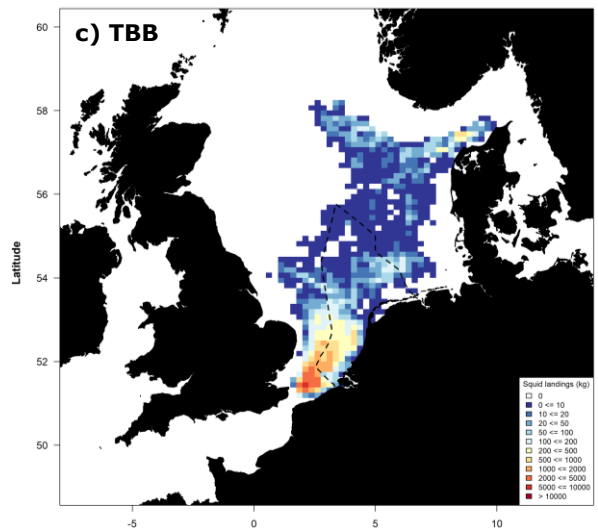 c) TBB
60
58
56
54
52
50
Latitude
-5
0
5
10
Squid landings (kg)
0
0 <= 10
10 <= 20
20 <= 50
50 <= 100
100 <= 200
200 <= 500
500 <= 1000
1000 <= 2000
2000 <= 5000
5000 <= 10000
> 10000